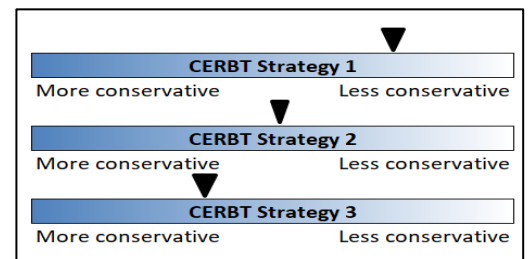 CERBT Strategy 1
More conservative Less conservative
CERBT Strategy 2
More conservative Less conservative
CERBT Strategy 3
More conservative Less conservative